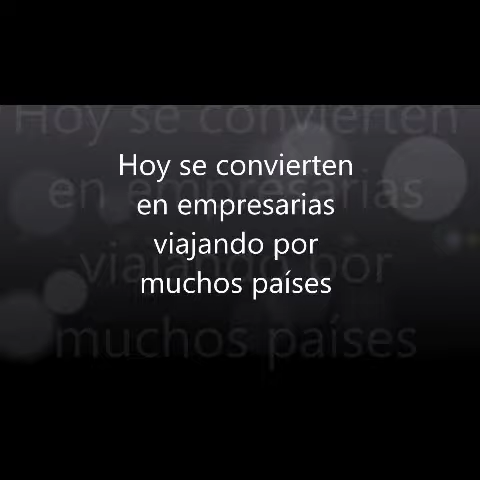 Hoy se convierten
en empresarias
viajando por
muchos países